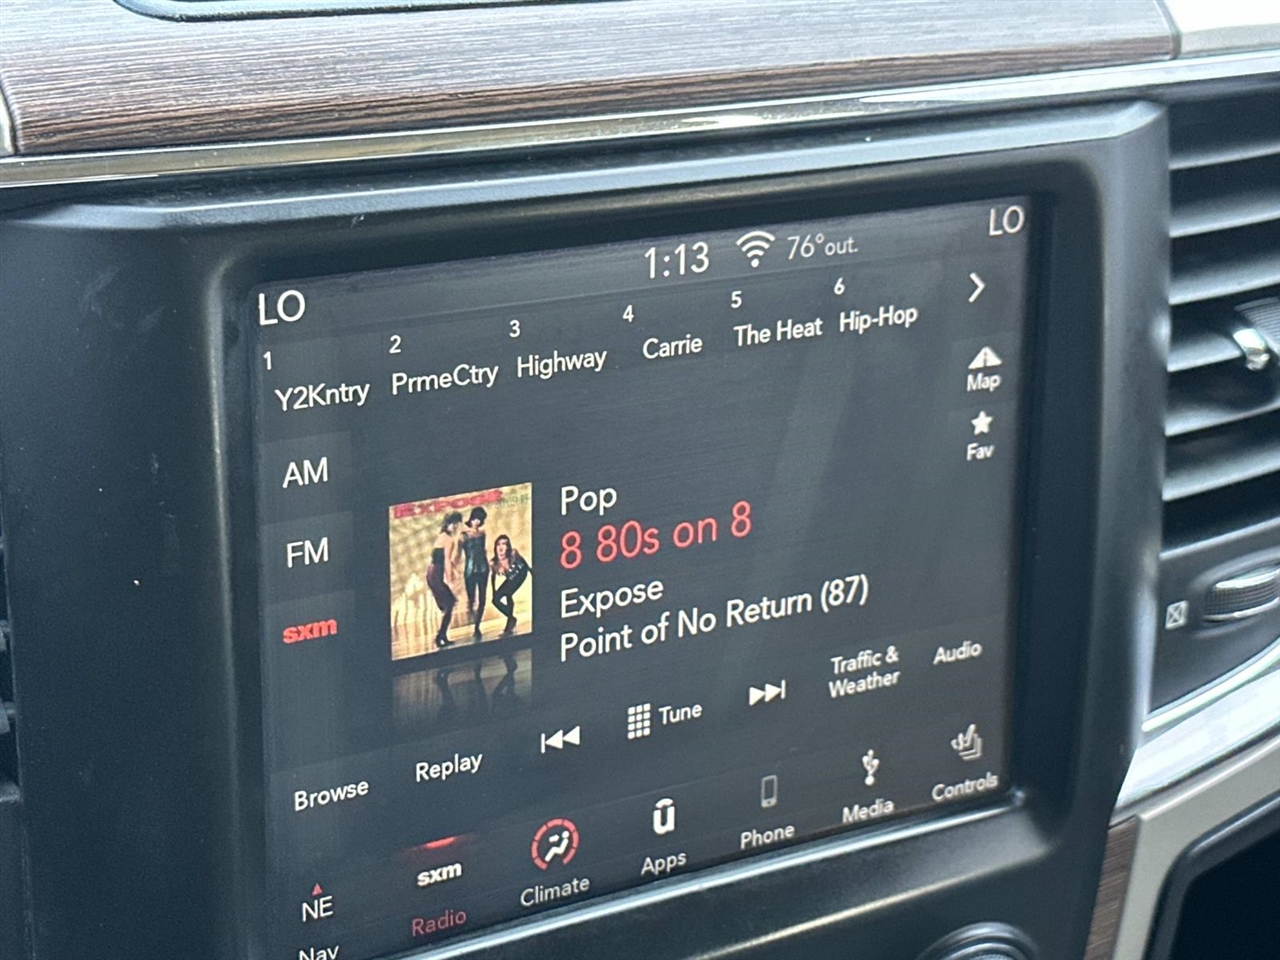 LO
1:13
76°out.
LO
1 Y2Kntry
2 PrmeCtry
3 Highway
4 Carrie
5 The Heat
6 Hip-Hop
Map
Fav
AM
FM
sxm
EXPOSÉ
Pop
8 80s on 8
Expose
Point of No Return (87)
Browse
Replay
Tune
Traffic &
Weather
Audio
NE
Nav
sxm
Radio
Climate
Apps
Phone
Media
Controls